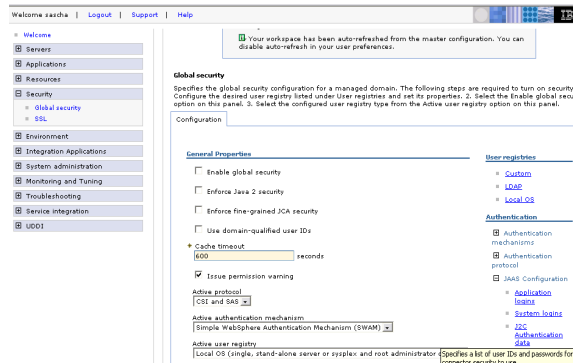 Welcome sascha | Logout | Support | Help
IB
Welcome
Servers
Applications
Resources
Security
Global security
SSL
Environment
Integration Applications
System administration
Monitoring and Tuning
Troubleshooting
Service integration
UDDI
Your workspace has been auto-refreshed from the master configuration. You can
disable auto-refresh in your user preferences.
Global security
Specifies the global security configuration for a managed domain. The following steps are required to turn on security
Configure the desired user registry listed under User registries and set its properties. 2. Select the Enable global secu
option on this panel. 3. Select the configured user registry type from the Active user registry option on this panel.
Configuration
General Properties
Enable global security
Enforce Java 2 security
Enforce fine-grained JCA security
Use domain-qualified user IDs
Cache timeout
600 seconds
Issue permission warning
Active protocol
CSI and SAS
Active authentication mechanism
Simple WebSphere Authentication Mechanism (SWAM)
Active user registry
Local OS (single, stand-alone server or sysplex and root administrator
User registries
Custom
LDAP
Local OS
Authentication
Authentication
mechanisms
Authentication
protocol
JAAS Configuration
Application
logins
System logins
J2C
Authentication
data
Specifies a list of user IDs and passwords for
connector security to use